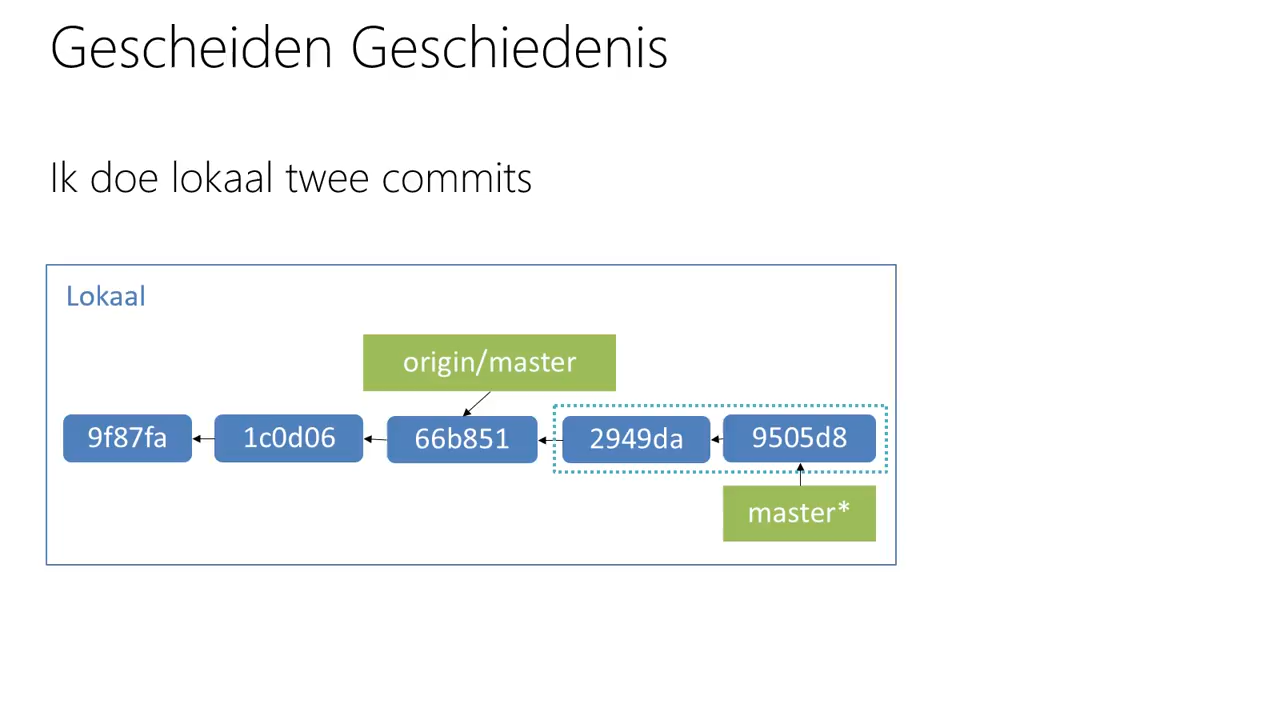 Gescheiden Geschiedenis
Ik doe lokaal twee commits
Lokaal
origin/master
9f87fa 1c0d06 66b851 2949da 9505d8
master*